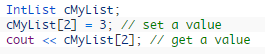 IntList cMyList;
cMyList[2] = 3; // set a value
cout << cMyList[2]; // get a value